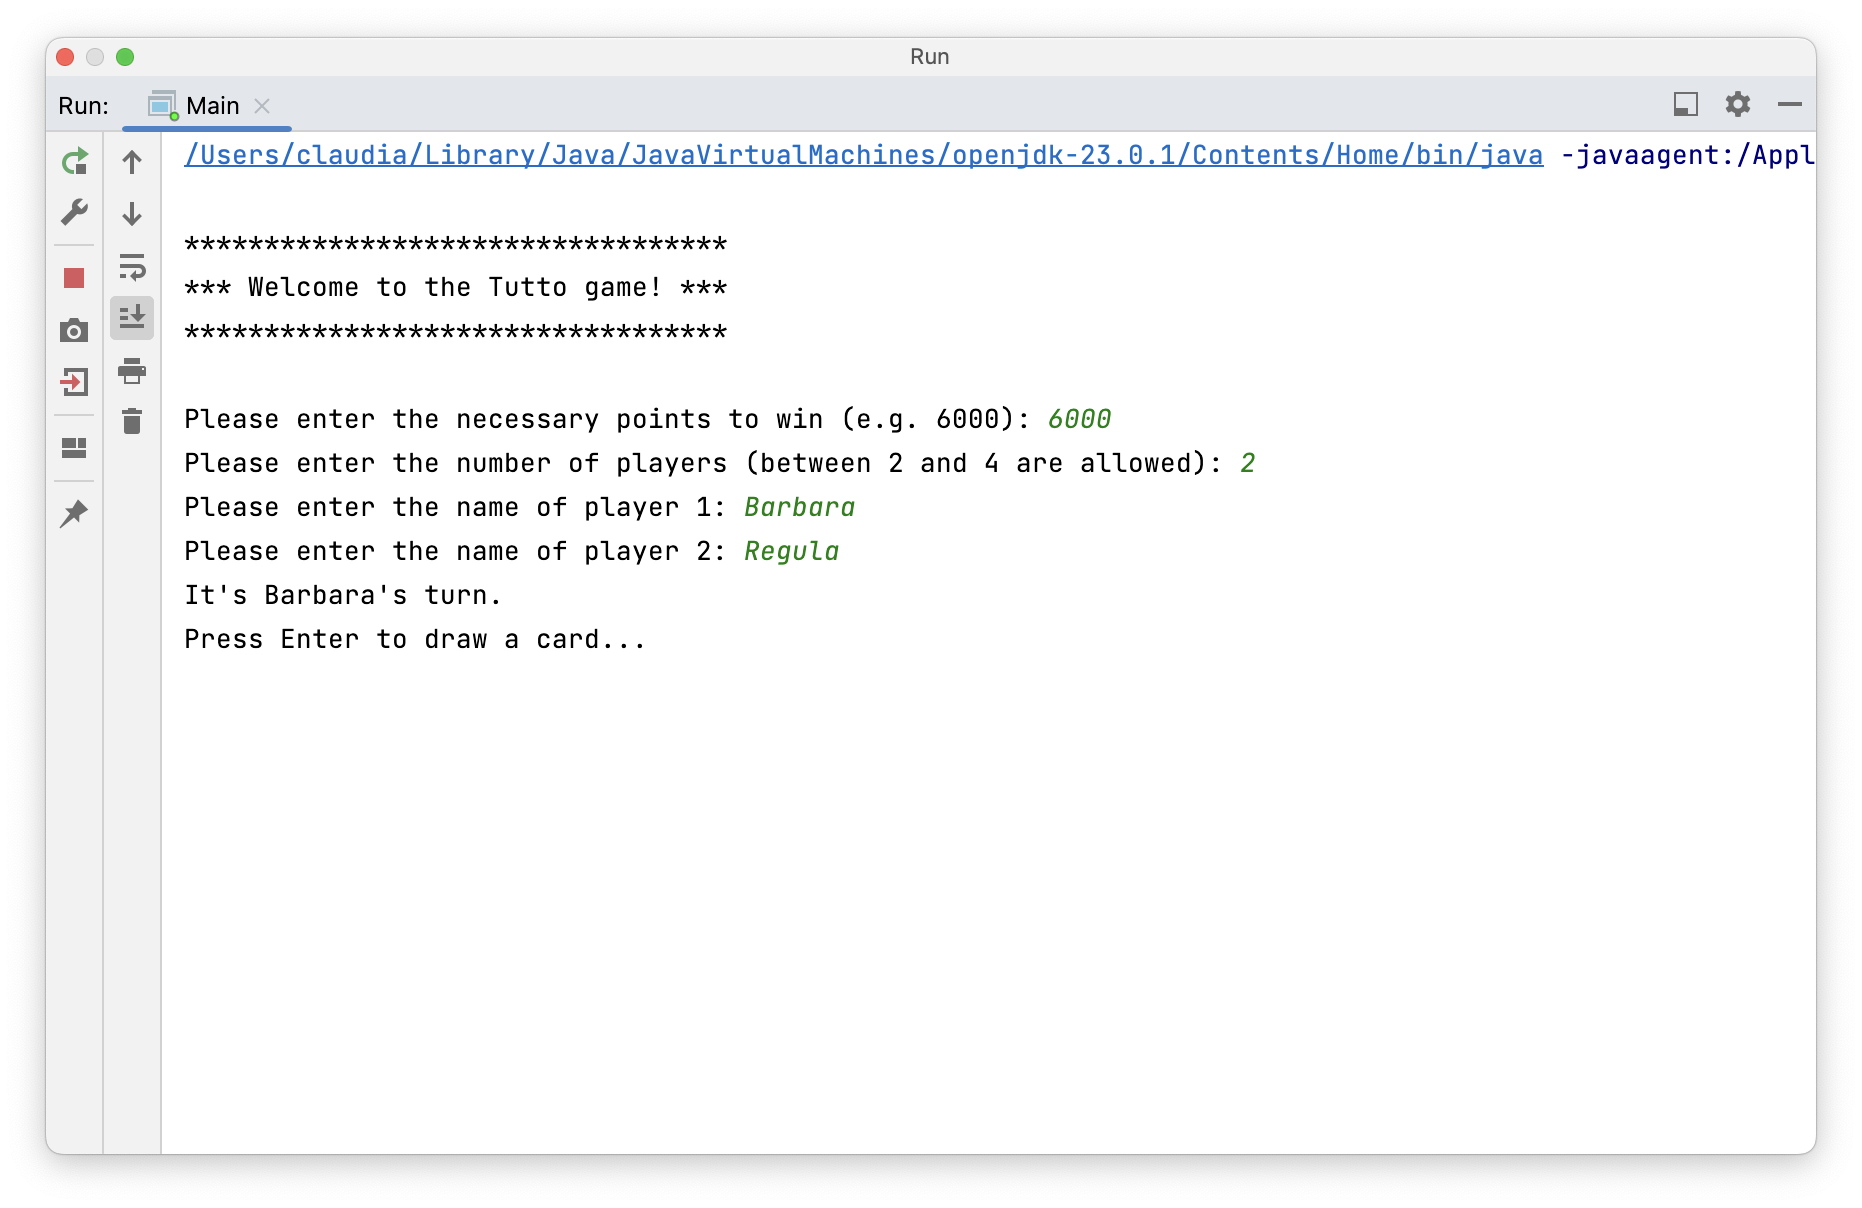 Run
Run: Main
/Users/claudia/Library/Java/JavaVirtualMachines/openjdk-23.0.1/Contents/Home/bin/java -javaagent:/Appl
**********************************
*** Welcome to the Tutto game! ***
**********************************
Please enter the necessary points to win (e.g. 6000): 6000
Please enter the number of players (between 2 and 4 are allowed): 2
Please enter the name of player 1: Barbara
Please enter the name of player 2: Regula
It's Barbara's turn.
Press Enter to draw a card...